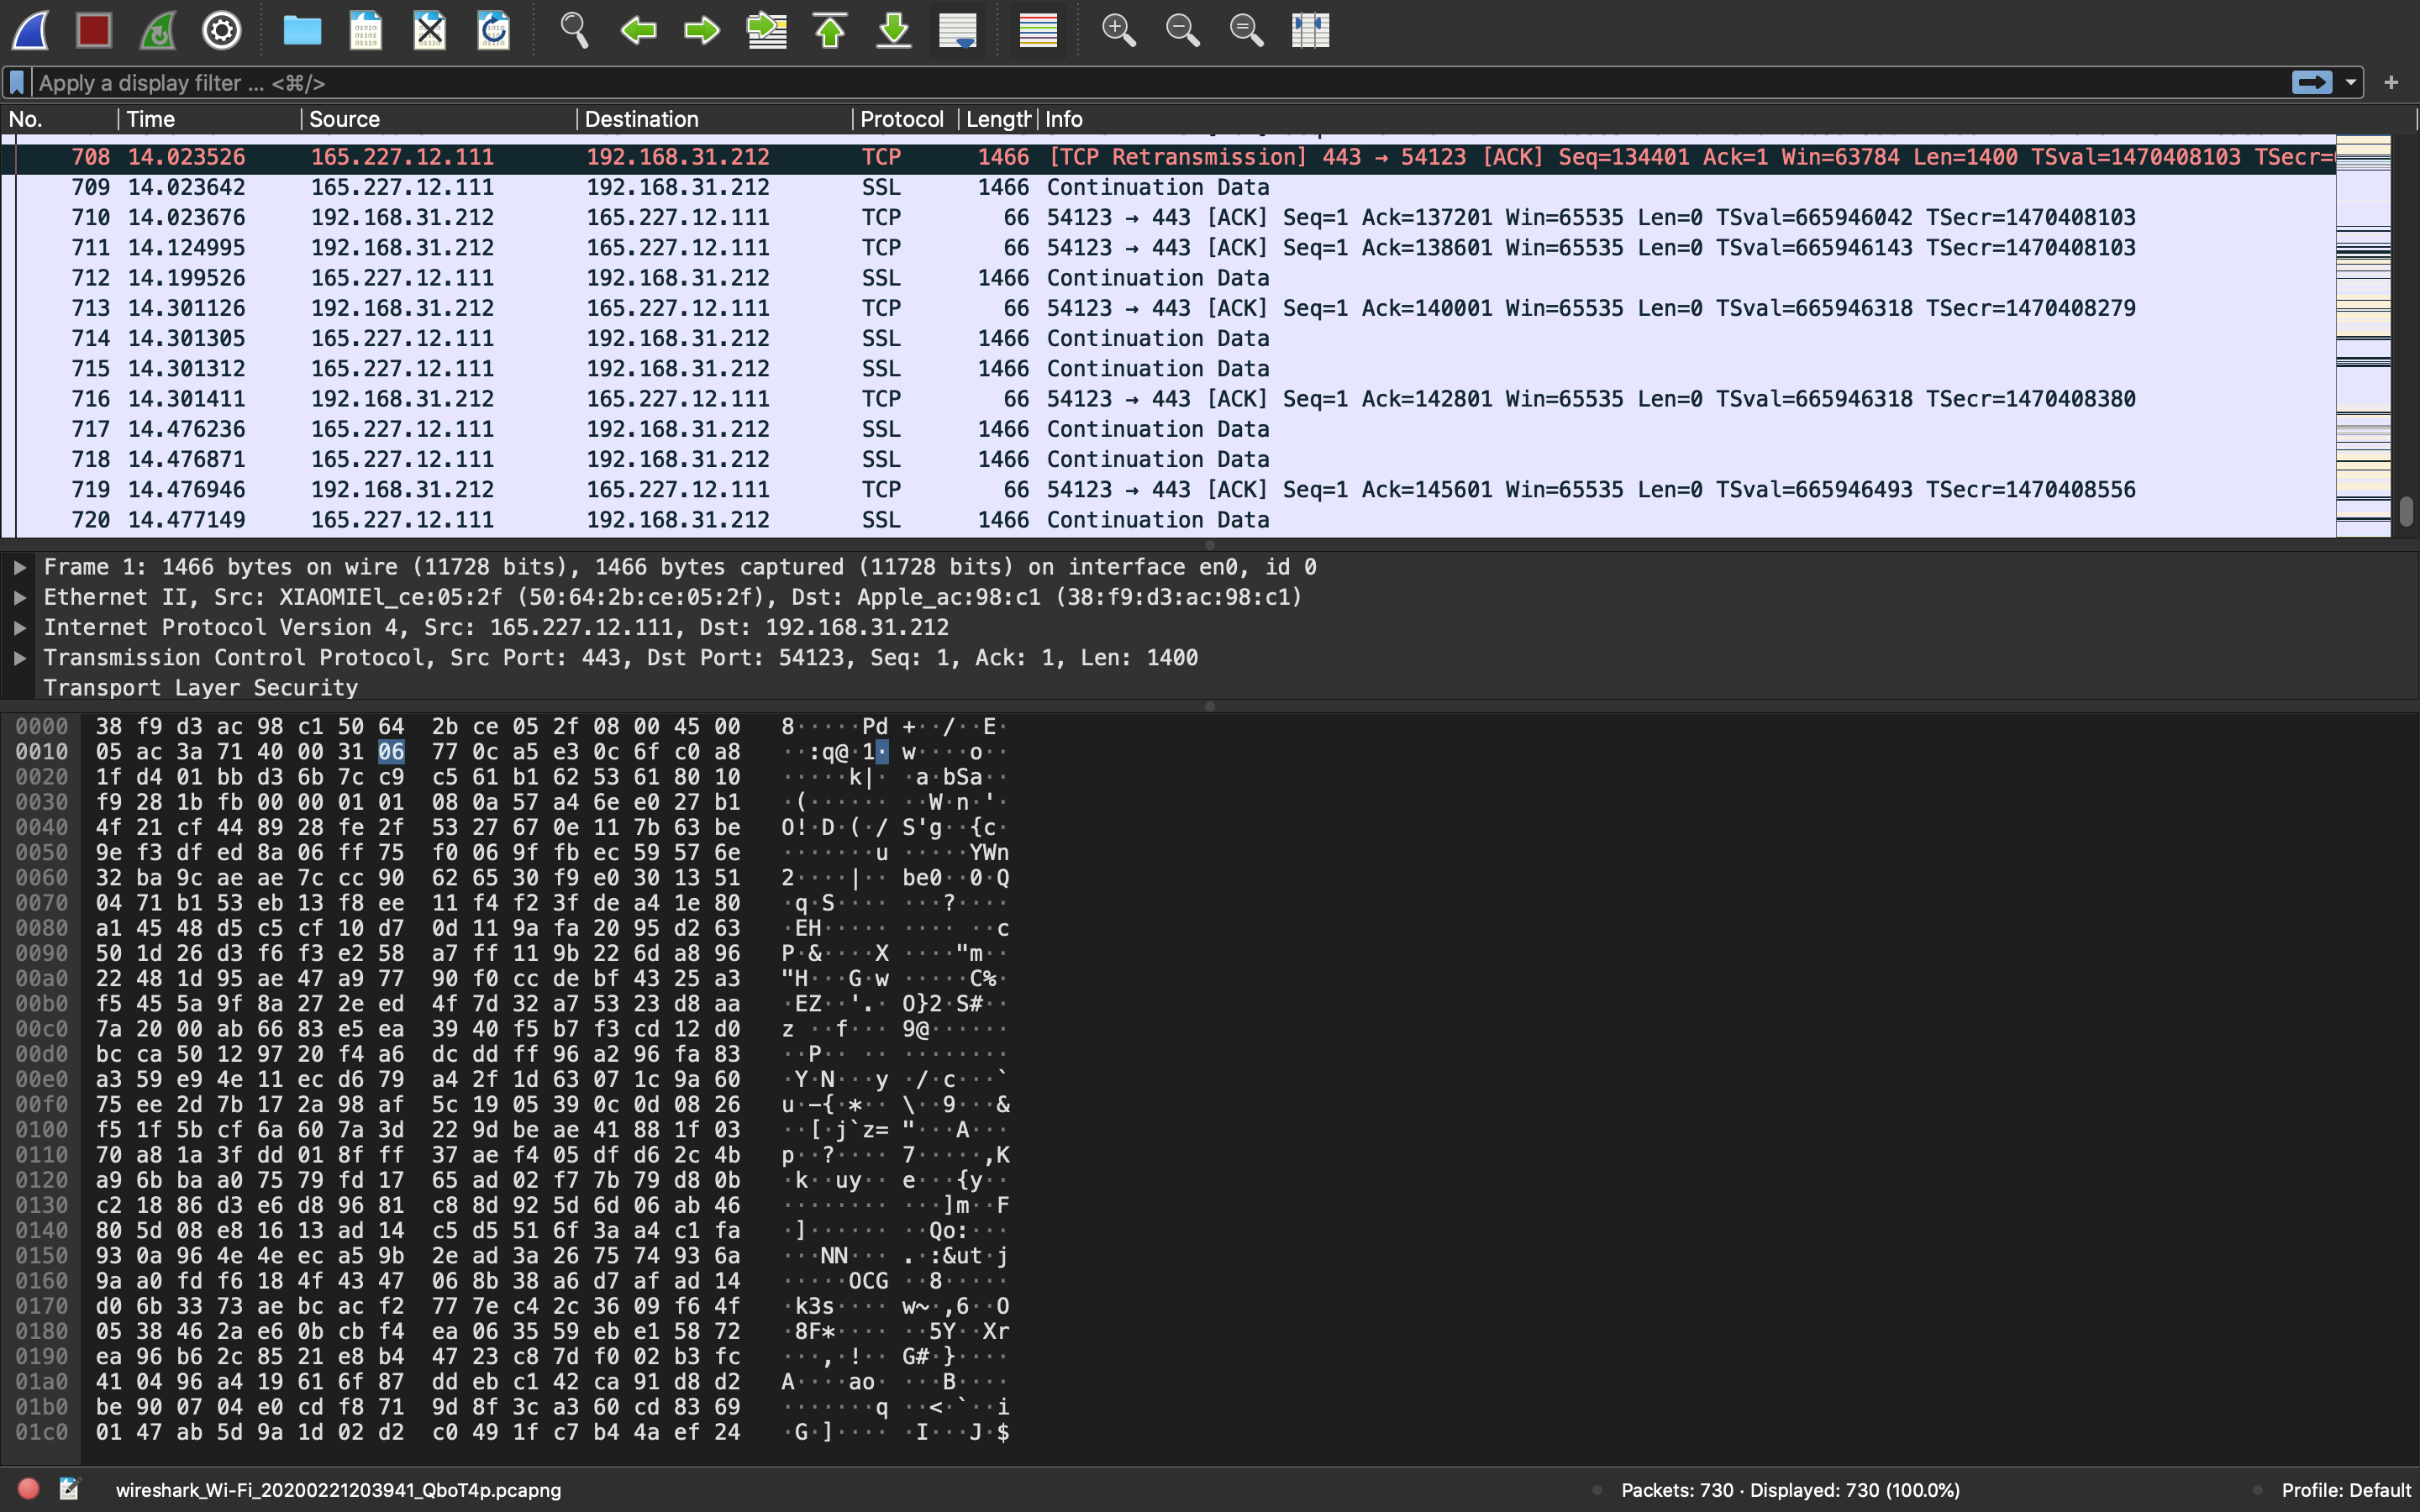 Apply a display filter ... <⌘/>
No. Time Source Destination Protocol Length Info
708 14.023526 165.227.12.111 192.168.31.212 TCP 1466 [TCP Retransmission] 443 → 54123 [ACK] Seq=134401 Ack=1 Win=63784 Len=1400 TSval=1470408103 TSecr=
709 14.023642 165.227.12.111 192.168.31.212 SSL 1466 Continuation Data
710 14.023676 192.168.31.212 165.227.12.111 TCP 66 54123 → 443 [ACK] Seq=1 Ack=137201 Win=65535 Len=0 TSval=665946042 TSecr=1470408103
711 14.124995 192.168.31.212 165.227.12.111 TCP 66 54123 → 443 [ACK] Seq=1 Ack=138601 Win=65535 Len=0 TSval=665946143 TSecr=1470408103
712 14.199526 165.227.12.111 192.168.31.212 SSL 1466 Continuation Data
713 14.301126 192.168.31.212 165.227.12.111 TCP 66 54123 → 443 [ACK] Seq=1 Ack=140001 Win=65535 Len=0 TSval=665946318 TSecr=1470408279
714 14.301305 165.227.12.111 192.168.31.212 SSL 1466 Continuation Data
715 14.301312 165.227.12.111 192.168.31.212 SSL 1466 Continuation Data
716 14.301411 192.168.31.212 165.227.12.111 TCP 66 54123 → 443 [ACK] Seq=1 Ack=142801 Win=65535 Len=0 TSval=665946318 TSecr=1470408380
717 14.476236 165.227.12.111 192.168.31.212 SSL 1466 Continuation Data
718 14.476871 165.227.12.111 192.168.31.212 SSL 1466 Continuation Data
719 14.476946 192.168.31.212 165.227.12.111 TCP 66 54123 → 443 [ACK] Seq=1 Ack=145601 Win=65535 Len=0 TSval=665946493 TSecr=1470408556
720 14.477149 165.227.12.111 192.168.31.212 SSL 1466 Continuation Data
Frame 1: 1466 bytes on wire (11728 bits), 1466 bytes captured (11728 bits) on interface en0, id 0
Ethernet II, Src: XIAOMIEl_ce:05:2f (50:64:2b:ce:05:2f), Dst: Apple_ac:98:c1 (38:f9:d3:ac:98:c1)
Internet Protocol Version 4, Src: 165.227.12.111, Dst: 192.168.31.212
Transmission Control Protocol, Src Port: 443, Dst Port: 54123, Seq: 1, Ack: 1, Len: 1400
Transport Layer Security
0000 38 f9 d3 ac 98 c1 50 64 2b ce 05 2f 08 00 45 00 8·····Pd +··/··E·
0010 05 ac 3a 71 40 00 31 06 77 0c a5 e3 0c 6f c0 a8 ··:q@·1· w····o··
0020 1f d4 01 bb d3 6b 7c c9 c5 61 b1 62 53 61 80 10 ·····k|· ·a·bSa··
0030 f9 28 1b fb 00 00 01 01 08 0a 57 a4 6e e0 27 b1 ·(······ ··W·n·'·
0040 4f 21 cf 44 89 28 fe 2f 53 27 67 0e 11 7b 63 be O!·D·(·/ S'g··{c·
0050 9e f3 df ed 8a 06 ff 75 f0 06 9f fb ec 59 57 6e ·······u ·····YWn
0060 32 ba 9c ae ae 7c cc 90 62 65 30 f9 e0 30 13 51 2····|·· be0··0·Q
0070 04 71 b1 53 eb 13 f8 ee 11 f4 f2 3f de a4 1e 80 ·q·S···· ···?····
0080 a1 45 48 d5 c5 cf 10 d7 0d 11 9a fa 20 95 d2 63 ·EH····· ···· ··c
0090 50 1d 26 d3 f6 f3 e2 58 a7 ff 11 9b 22 6d a8 96 P·&····X ····"m··
00a0 22 48 1d 95 ae 47 a9 77 90 f0 cc de bf 43 25 a3 "H···G·w ·····C%·
00b0 f5 45 5a 9f 8a 27 2e ed 4f 7d 32 a7 53 23 d8 aa ·EZ··'.· O}2·S#··
00c0 7a 20 00 ab 66 83 e5 ea 39 40 f5 b7 f3 cd 12 d0 z ··f··· 9@······
00d0 bc ca 50 12 97 20 f4 a6 dc dd ff 96 a2 96 fa 83 ··P·· ·· ········
00e0 a3 59 e9 4e 11 ec d6 79 a4 2f 1d 63 07 1c 9a 60 ·Y·N···y ·/·c···`
00f0 75 ee 2d 7b 17 2a 98 af 5c 19 05 39 0c 0d 08 26 u·-{·*·· \··9···&
0100 f5 1f 5b cf 6a 60 7a 3d 22 9d be ae 41 88 1f 03 ··[·j`z= "···A···
0110 70 a8 1a 3f dd 01 8f ff 37 ae f4 05 df d6 2c 4b p··?···· 7·····,K
0120 a9 6b ba a0 75 79 fd 17 65 ad 02 f7 7b 79 d8 0b ·k··uy·· e···{y··
0130 c2 18 86 d3 e6 d8 96 81 c8 8d 92 5d 6d 06 ab 46 ········ ···]m··F
0140 80 5d 08 e8 16 13 ad 14 c5 d5 51 6f 3a a4 c1 fa ·]······ ··Qo:···
0150 93 0a 96 4e 4e ec a5 9b 2e ad 3a 26 75 74 93 6a ···NN··· .·:&ut·j
0160 9a a0 fd f6 18 4f 43 47 06 8b 38 a6 d7 af ad 14 ·····OCG ··8·····
0170 d0 6b 33 73 ae bc ac f2 77 7e c4 2c 36 09 f6 4f ·k3s···· w~·,6··O
0180 05 38 46 2a e6 0b cb f4 ea 06 35 59 eb e1 58 72 ·8F*···· ··5Y··Xr
0190 ea 96 b6 2c 85 21 e8 b4 47 23 c8 7d f0 02 b3 fc ···,·!·· G#·}····
01a0 41 04 96 a4 19 61 6f 87 dd eb c1 42 ca 91 d8 d2 A····ao· ···B····
01b0 be 90 07 04 e0 cd f8 71 9d 8f 3c a3 60 cd 83 69 ·······q ··<·`··i
01c0 01 47 ab 5d 9a 1d 02 d2 c0 49 1f c7 b4 4a ef 24 ·G·]···· ·I···J·$
wireshark_Wi-Fi_20200221203941_QboT4p.pcapng Packets: 730 · Displayed: 730 (100.0%) Profile: Default